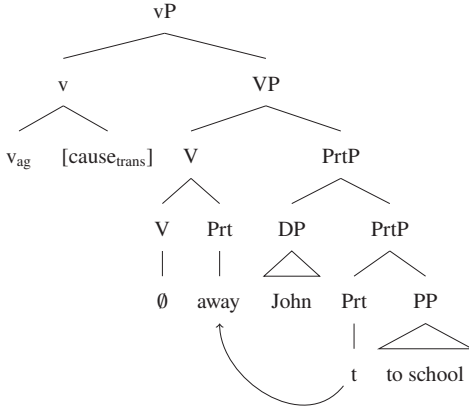 vP
v VP
v_ag [cause_trans] V PrtP
V Prt DP PrtP
∅ away John Prt PP
t to school